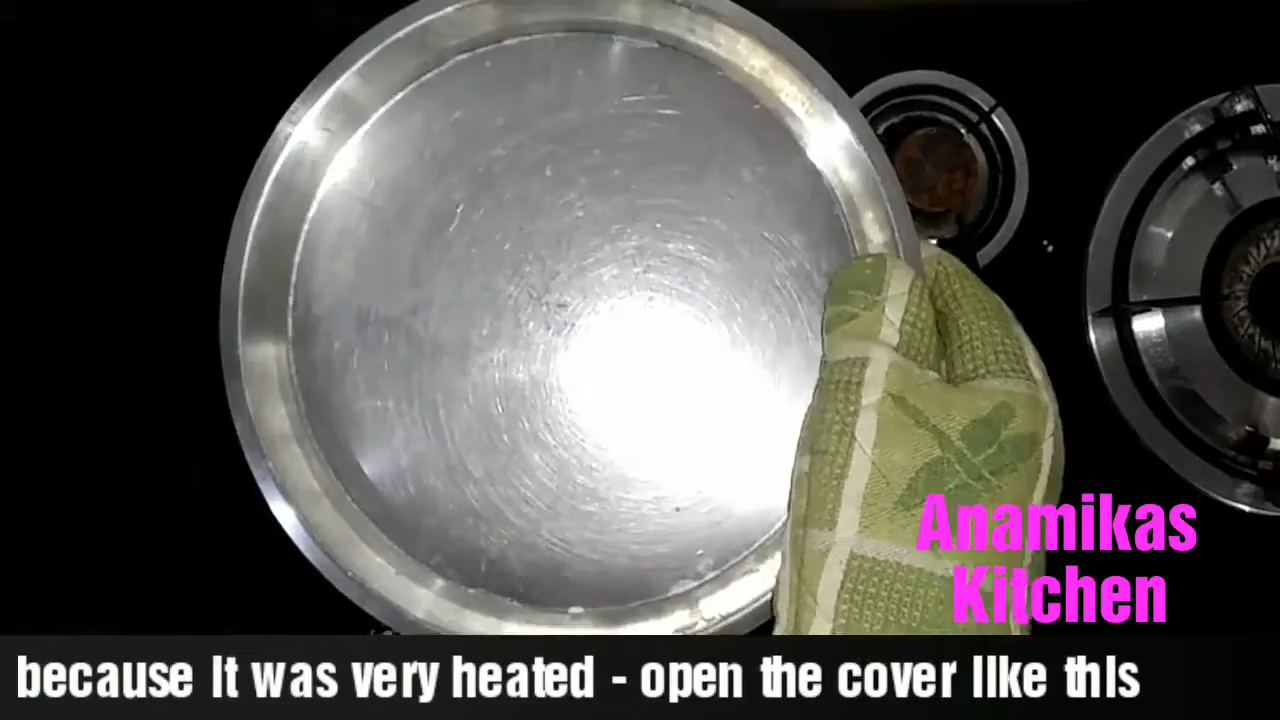 Anamikas
Kitchen
because it was very heated - open the cover like this